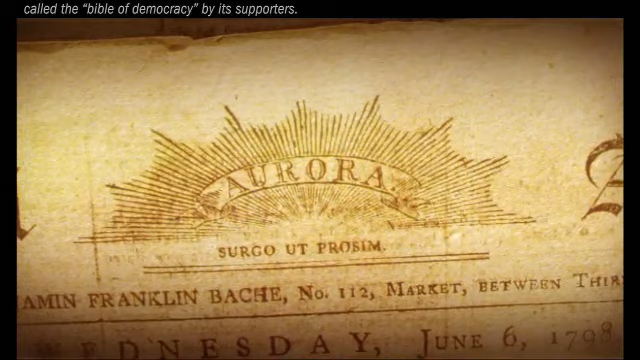 called the “bible of democracy” by its supporters.
AURORA.
SURGO UT PROSIM.
AMIN FRANKLIN BACHE, No. 112, MARKET, BETWEEN THIR
EDNESDAY, JUNE 6, 1798